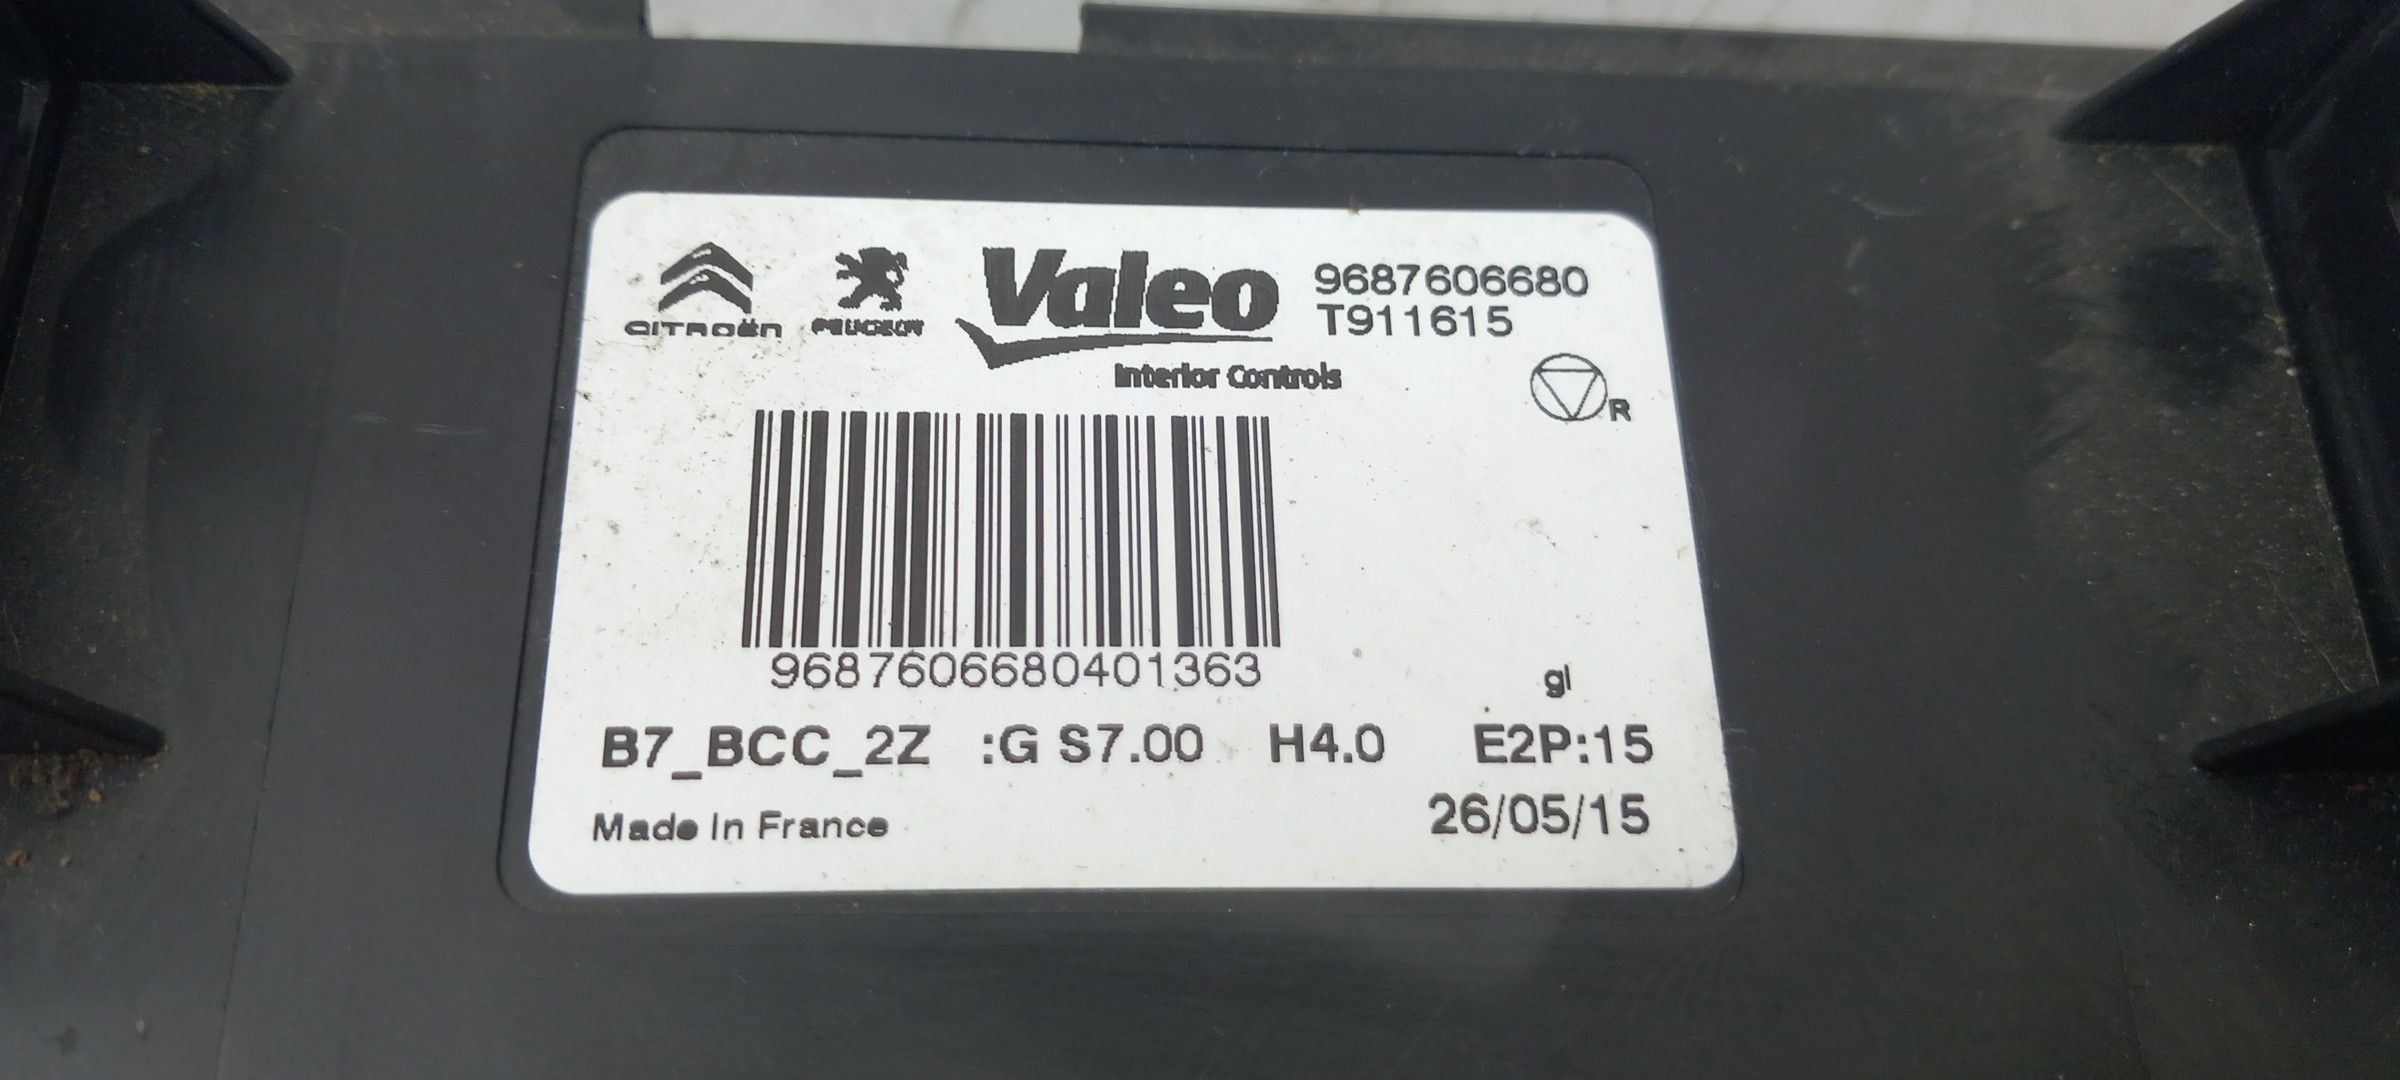 CITROËN PEUGEOT Valeo 9687606680
T911615
Interior Controls
R
9687606680401363
gl
B7_BCC_2Z :G S7.00 H4.0 E2P:15
Made In France 26/05/15